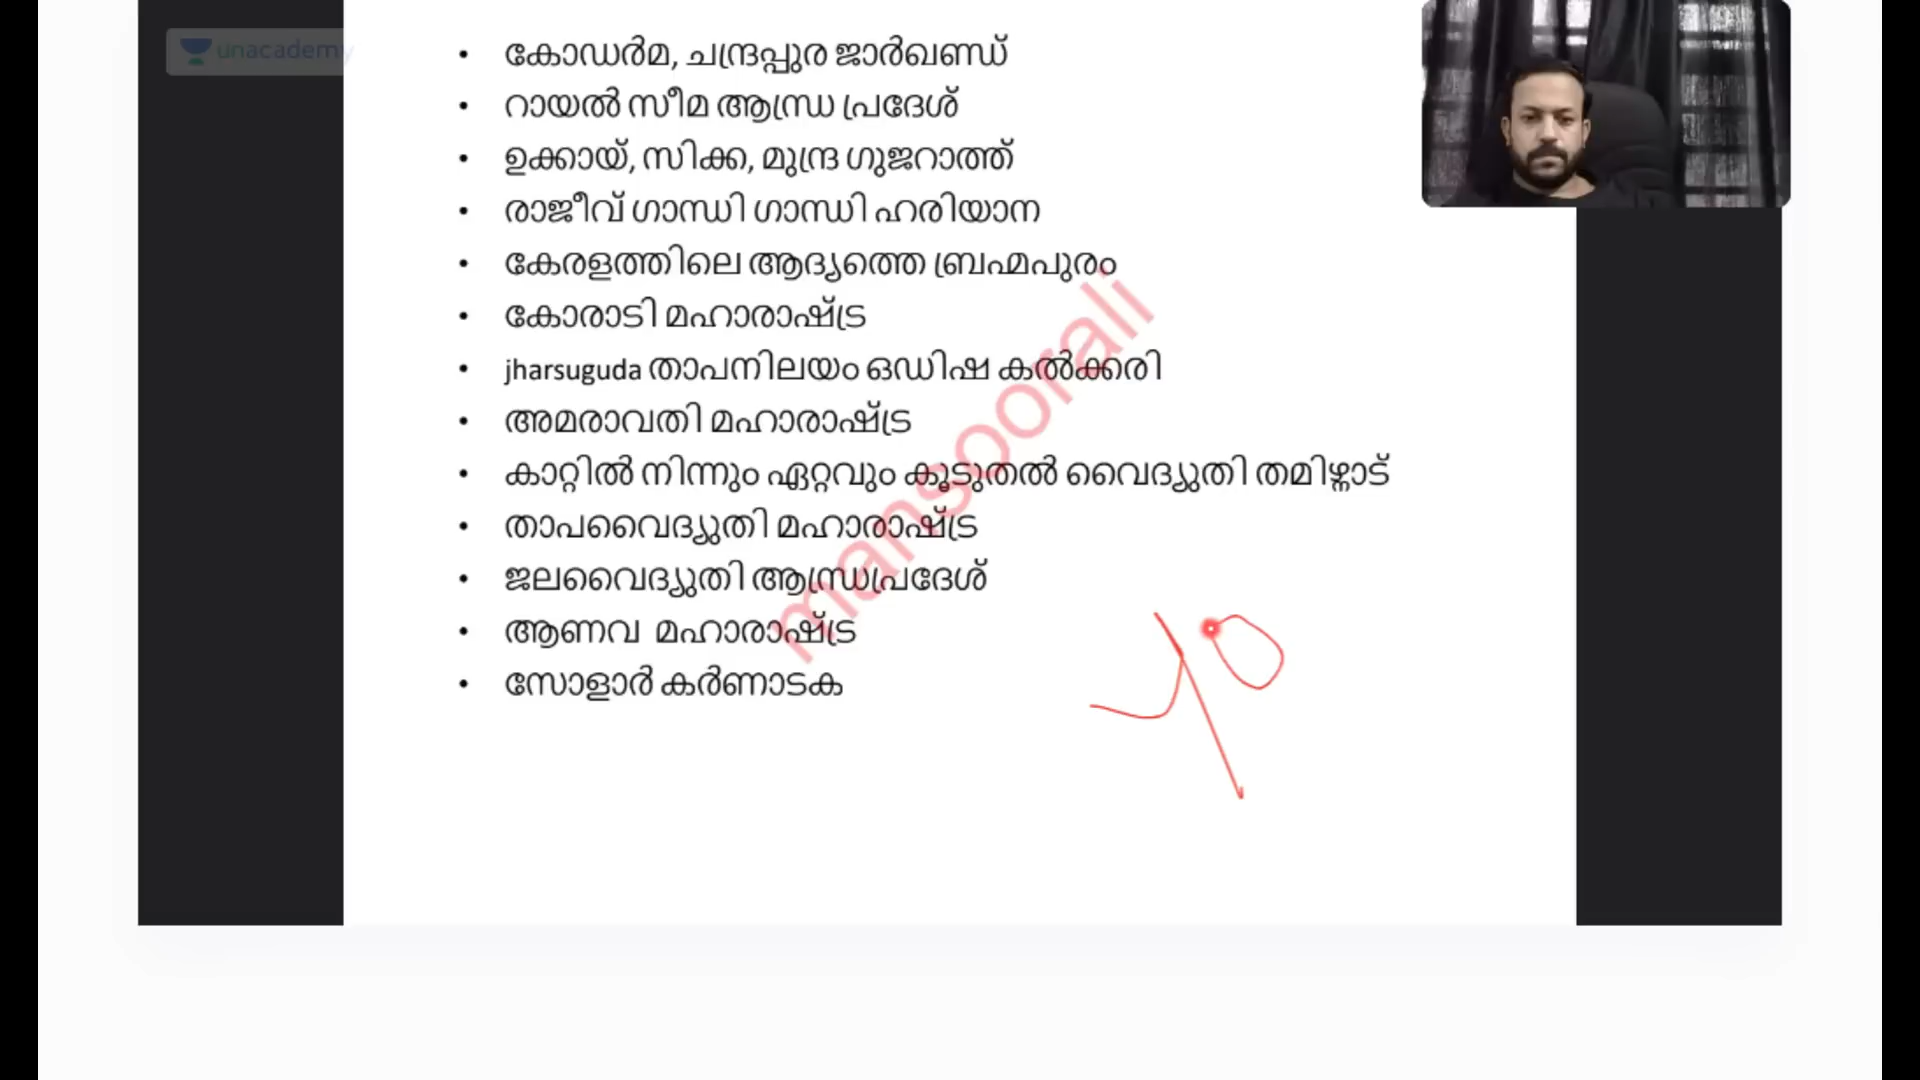 unacademy
• കോഡർമ, ചന്ദ്രപ്പുര ജാർഖണ്ഡ്
• റായൽ സീമ ആന്ധ്ര പ്രദേശ്
• ഉക്കായ്, സിക്ക, മുന്ദ്ര ഗുജറാത്ത്
• രാജീവ് ഗാന്ധി ഗാന്ധി ഹരിയാന
• കേരളത്തിലെ ആദ്യത്തെ ബ്രഹ്മപുരം
• കോരാടി മഹാരാഷ്ട്ര
• jharsuguda താപനിലയം ഒഡിഷ കൽക്കരി
• അമരാവതി മഹാരാഷ്ട്ര
• കാറ്റിൽ നിന്നും ഏറ്റവും കൂടുതൽ വൈദ്യുതി തമിഴ്നാട്
• താപവൈദ്യുതി മഹാരാഷ്ട്ര
• ജലവൈദ്യുതി ആന്ധ്രപ്രദേശ്
• ആണവ മഹാരാഷ്ട്ര
• സോളാർ കർണാടക
mansoorali